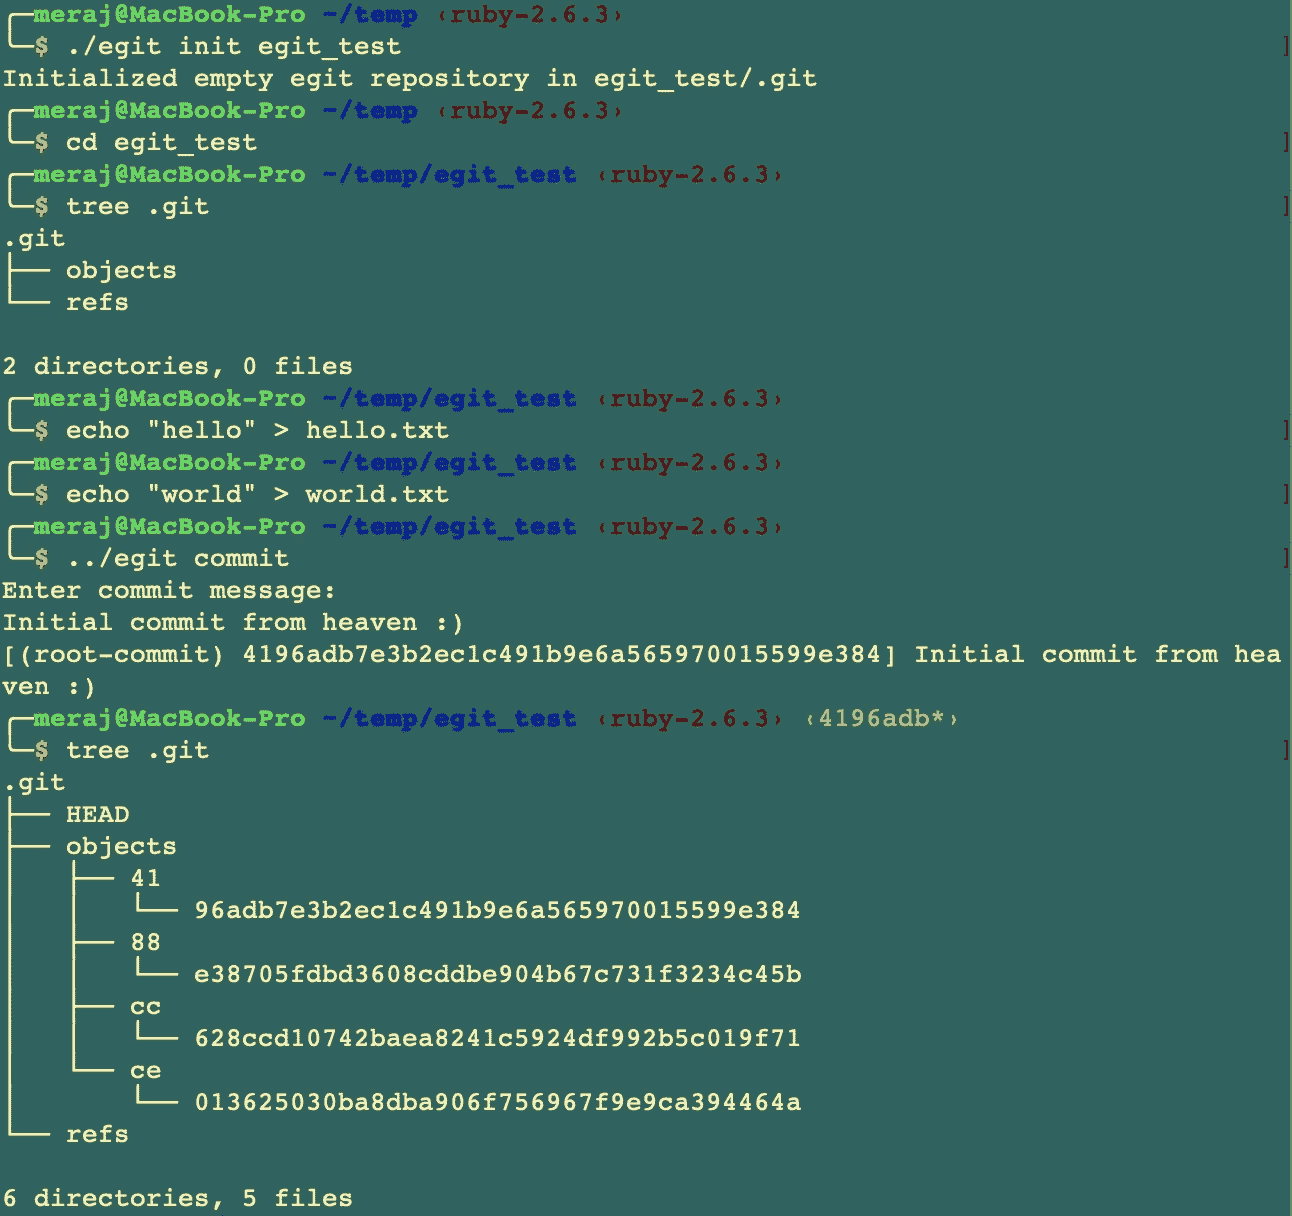 ╭─meraj@MacBook-Pro ~/temp ‹ruby-2.6.3›
╰─$ ./egit init egit_test ]
Initialized empty egit repository in egit_test/.git
╭─meraj@MacBook-Pro ~/temp ‹ruby-2.6.3›
╰─$ cd egit_test ]
╭─meraj@MacBook-Pro ~/temp/egit_test ‹ruby-2.6.3›
╰─$ tree .git ]
.git
├── objects
└── refs

2 directories, 0 files
╭─meraj@MacBook-Pro ~/temp/egit_test ‹ruby-2.6.3›
╰─$ echo "hello" > hello.txt ]
╭─meraj@MacBook-Pro ~/temp/egit_test ‹ruby-2.6.3›
╰─$ echo "world" > world.txt ]
╭─meraj@MacBook-Pro ~/temp/egit_test ‹ruby-2.6.3›
╰─$ ../egit commit ]
Enter commit message:
Initial commit from heaven :)
[(root-commit) 4196adb7e3b2ec1c491b9e6a565970015599e384] Initial commit from hea
ven :)
╭─meraj@MacBook-Pro ~/temp/egit_test ‹ruby-2.6.3› ‹4196adb*›
╰─$ tree .git ]
.git
├── HEAD
├── objects
│   ├── 41
│   │   └── 96adb7e3b2ec1c491b9e6a565970015599e384
│   ├── 88
│   │   └── e38705fdbd3608cddbe904b67c731f3234c45b
│   ├── cc
│   │   └── 628ccd10742baea8241c5924df992b5c019f71
│   └── ce
│       └── 013625030ba8dba906f756967f9e9ca394464a
└── refs

6 directories, 5 files